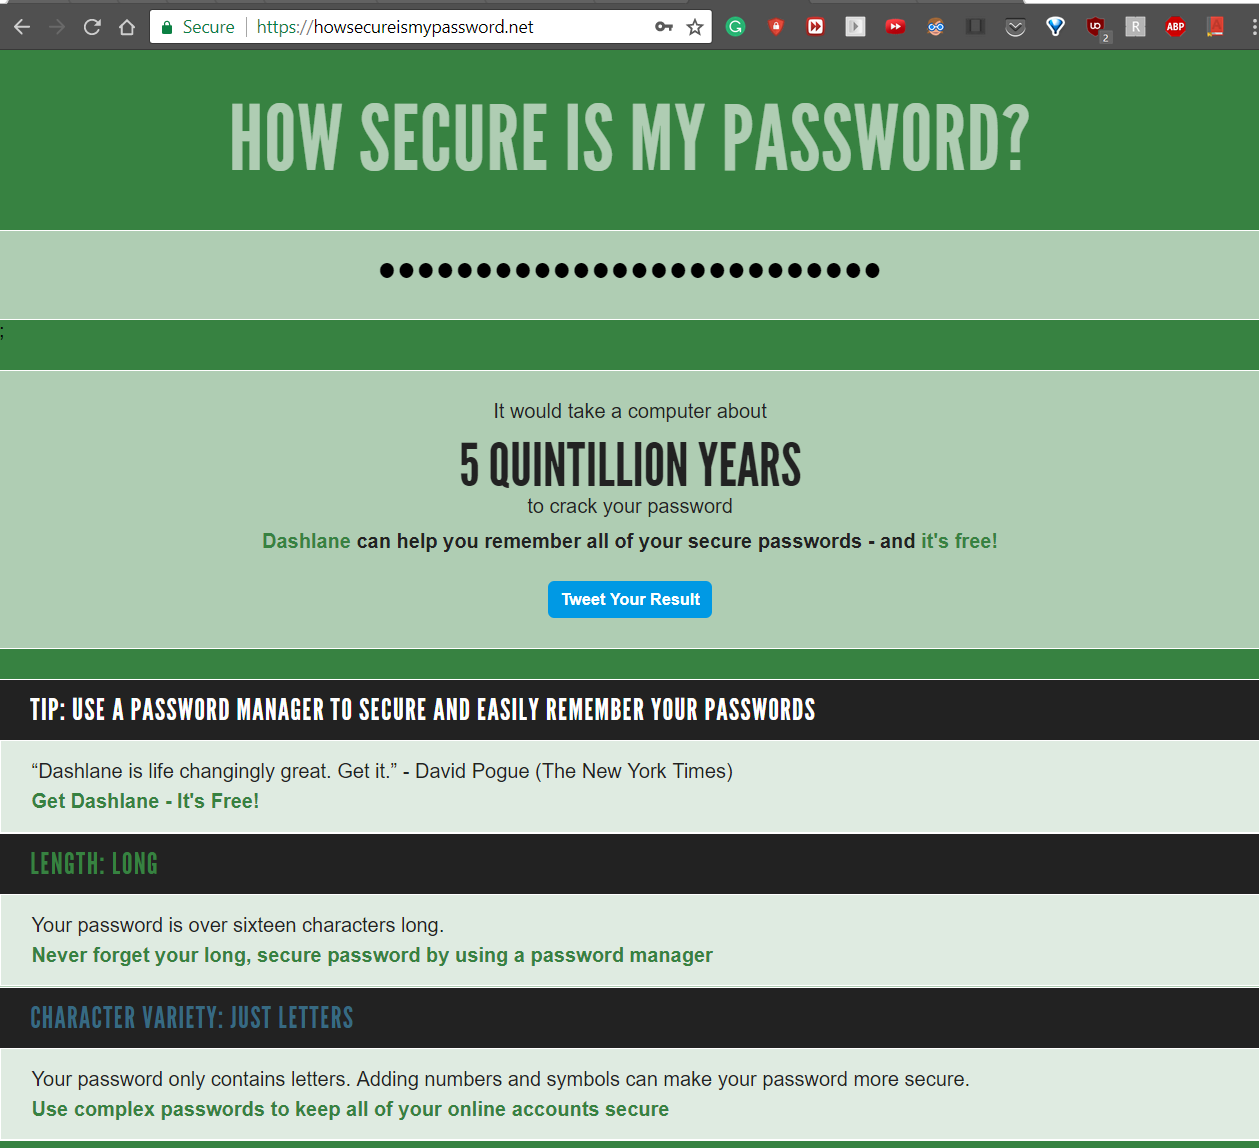 Secure https://howsecureismypassword.net
G
2
R
ABP
HOW SECURE IS MY PASSWORD?
●●●●●●●●●●●●●●●●●●●●●●●●●●
;
It would take a computer about
5 QUINTILLION YEARS
to crack your password
Dashlane can help you remember all of your secure passwords - and it's free!
Tweet Your Result
TIP: USE A PASSWORD MANAGER TO SECURE AND EASILY REMEMBER YOUR PASSWORDS
“Dashlane is life changingly great. Get it.” - David Pogue (The New York Times)
Get Dashlane - It's Free!
LENGTH: LONG
Your password is over sixteen characters long.
Never forget your long, secure password by using a password manager
CHARACTER VARIETY: JUST LETTERS
Your password only contains letters. Adding numbers and symbols can make your password more secure.
Use complex passwords to keep all of your online accounts secure